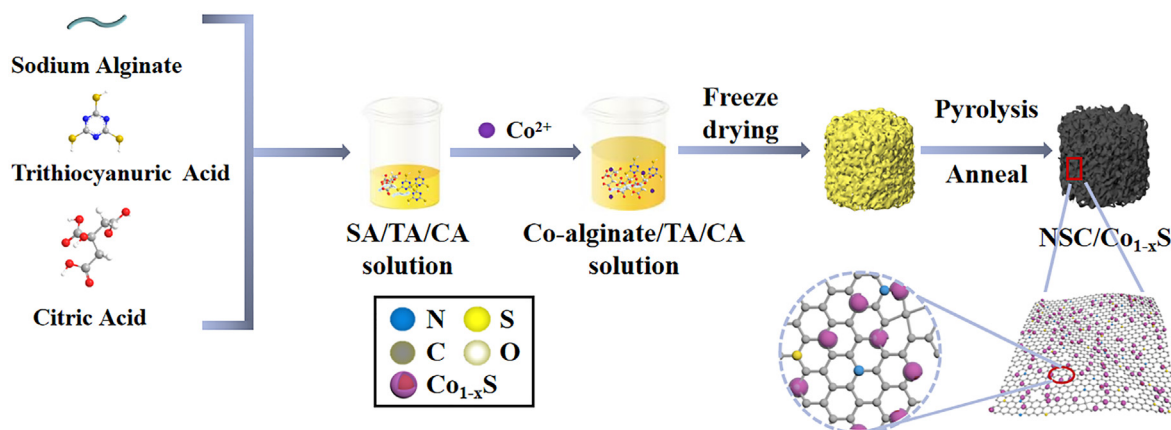 Sodium Alginate
Trithiocyanuric Acid
Citric Acid
SA/TA/CA
solution
Co²⁺
Co-alginate/TA/CA
solution
Freeze
drying
Pyrolysis
Anneal
NSC/Co₁₋ₓS
N
S
C
O
Co₁₋ₓS